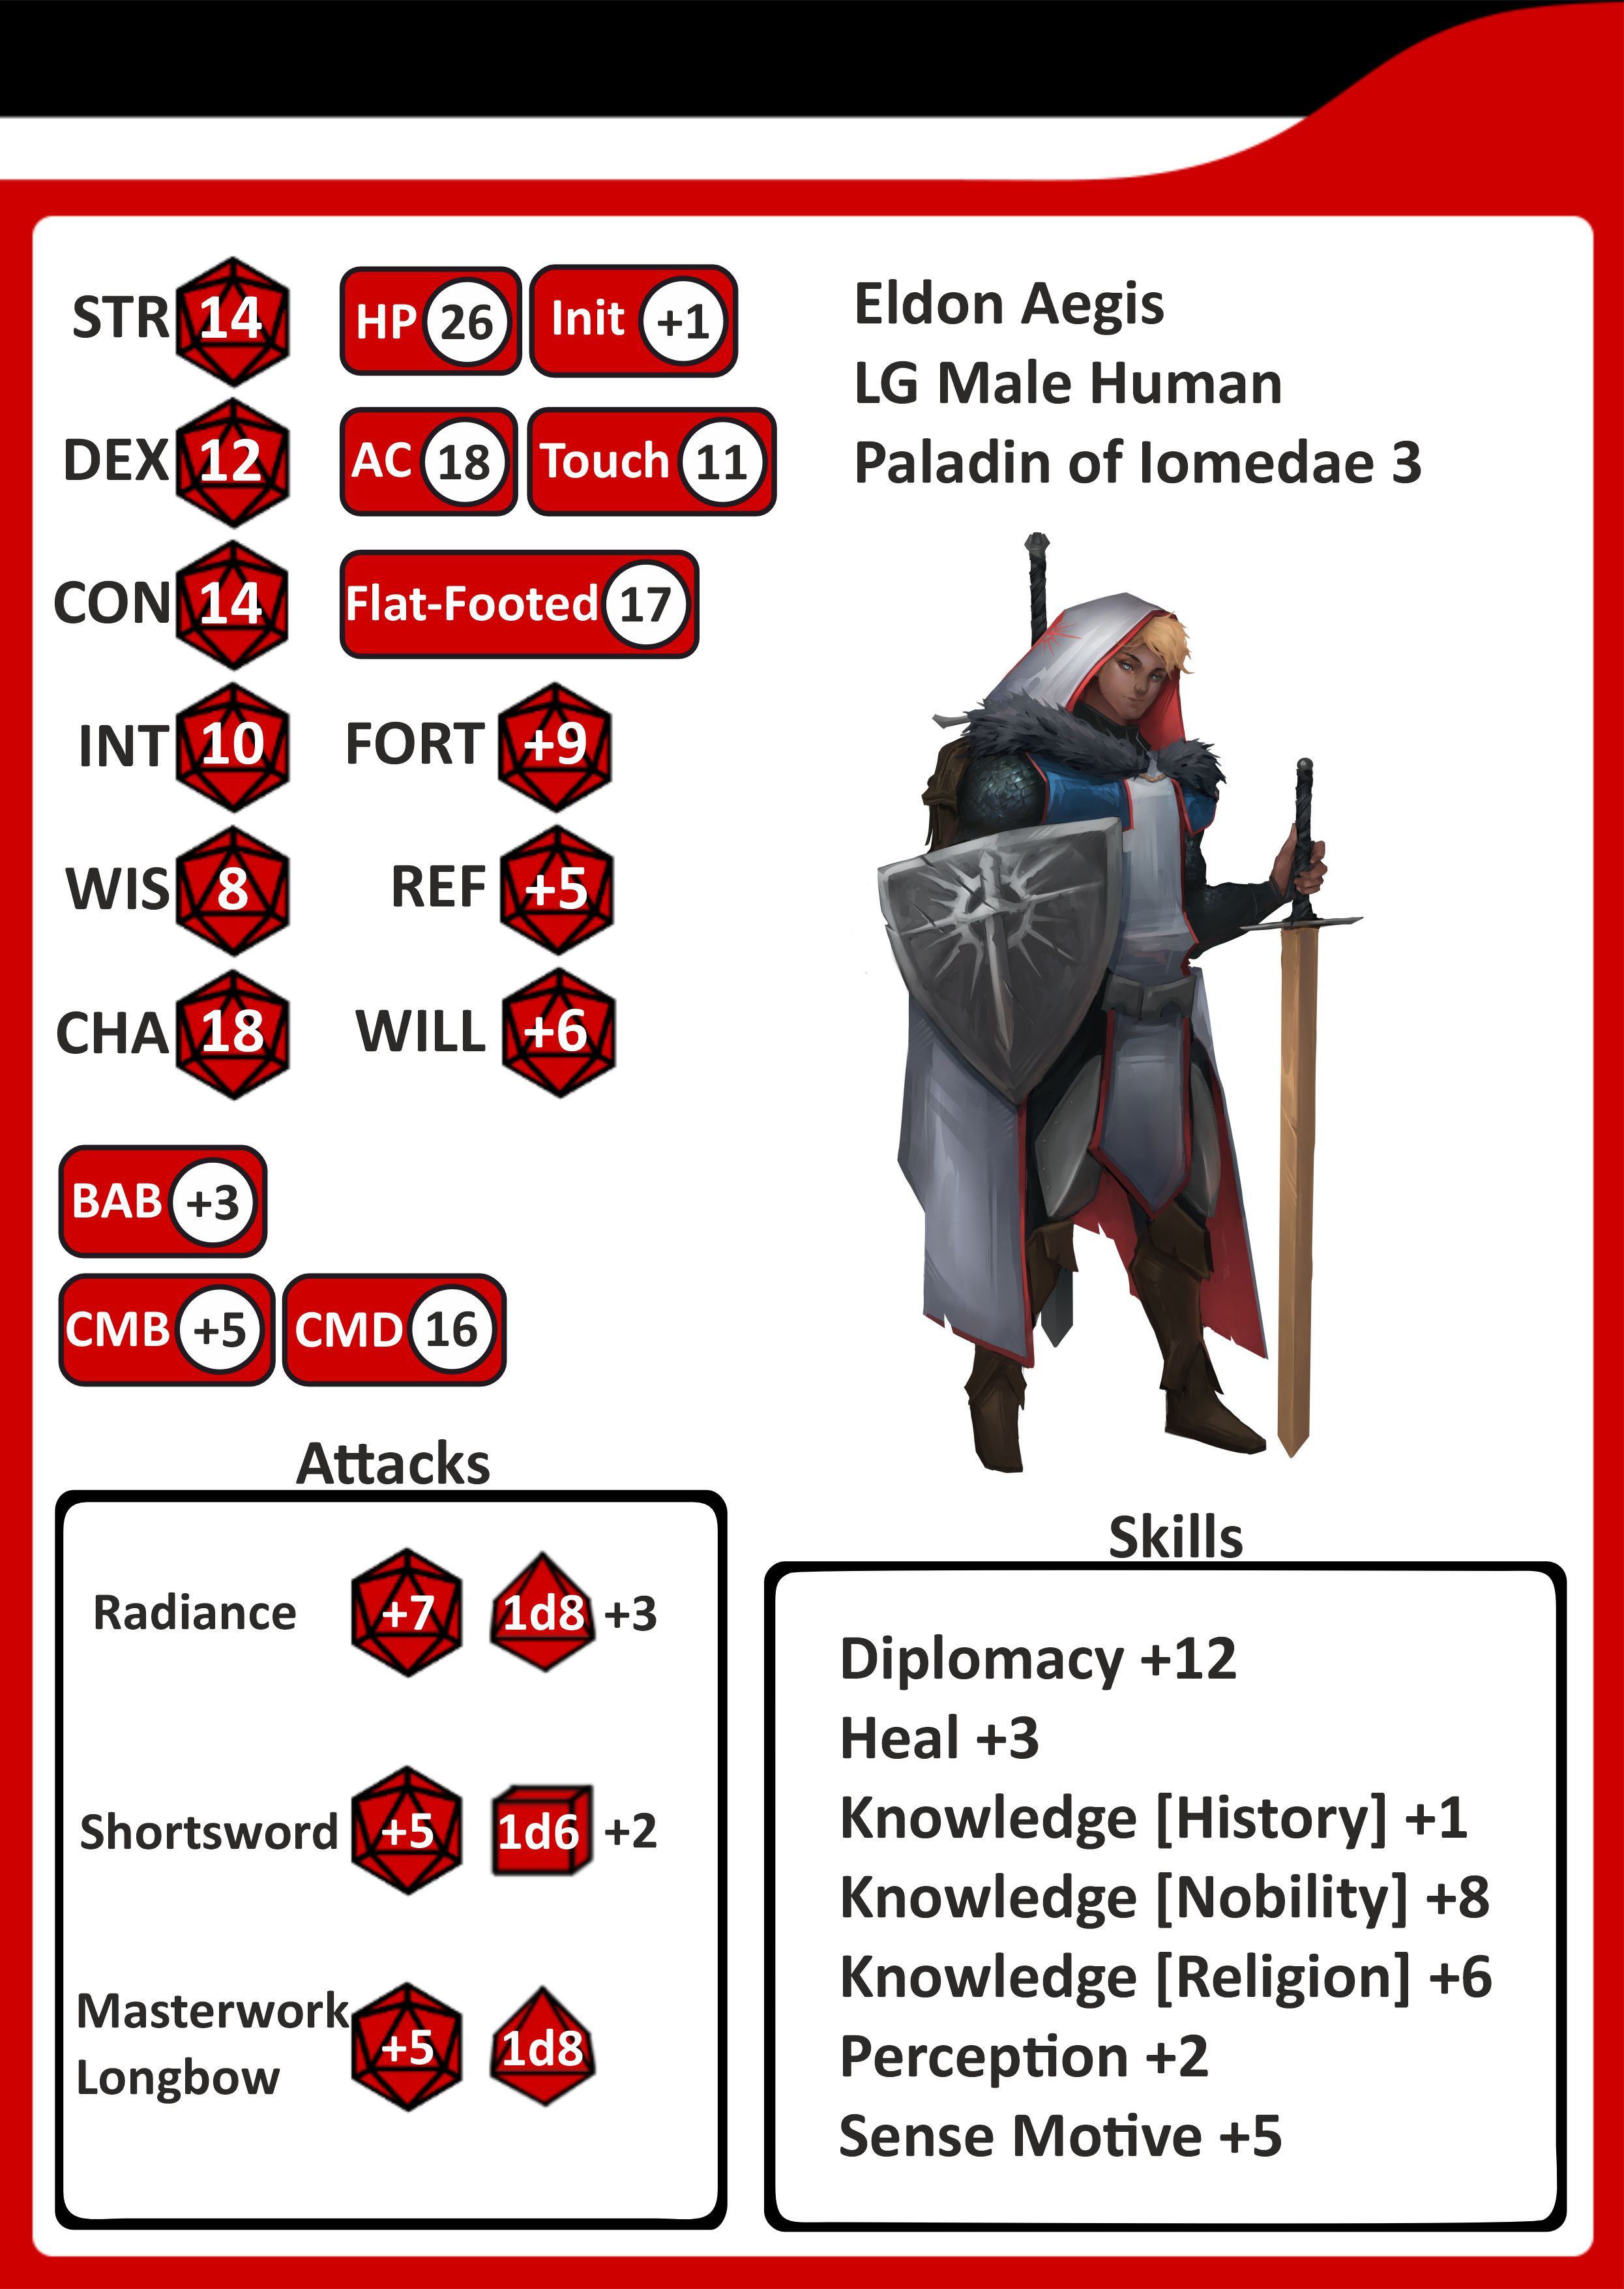 STR 14
HP 26
Init +1
Eldon Aegis
LG Male Human
Paladin of Iomedae 3
DEX 12
AC 18
Touch 11
CON 14
Flat-Footed 17
INT 10
FORT +9
WIS 8
REF +5
CHA 18
WILL +6
BAB +3
CMB +5
CMD 16
Attacks
Radiance +7 1d8 +3
Shortsword +5 1d6 +2
Masterwork
Longbow
+5 1d8
Skills
Diplomacy +12
Heal +3
Knowledge [History] +1
Knowledge [Nobility] +8
Knowledge [Religion] +6
Perception +2
Sense Motive +5